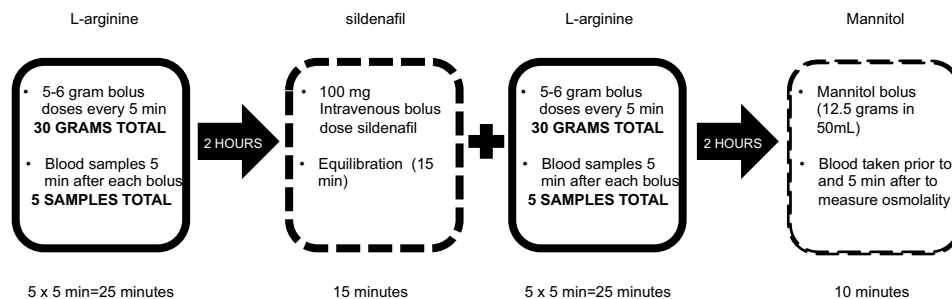 L-arginine
sildenafil
L-arginine
Mannitol
• 5-6 gram bolus
doses every 5 min
30 GRAMS TOTAL
• Blood samples 5
min after each bolus
5 SAMPLES TOTAL
2 HOURS
• 100 mg
Intravenous bolus
dose sildenafil
• Equilibration (15
min)
• 5-6 gram bolus
doses every 5 min
30 GRAMS TOTAL
• Blood samples 5
min after each bolus
5 SAMPLES TOTAL
2 HOURS
• Mannitol bolus
(12.5 grams in
50mL)
• Blood taken prior to
and 5 min after to
measure osmolality
5 x 5 min=25 minutes
15 minutes
5 x 5 min=25 minutes
10 minutes